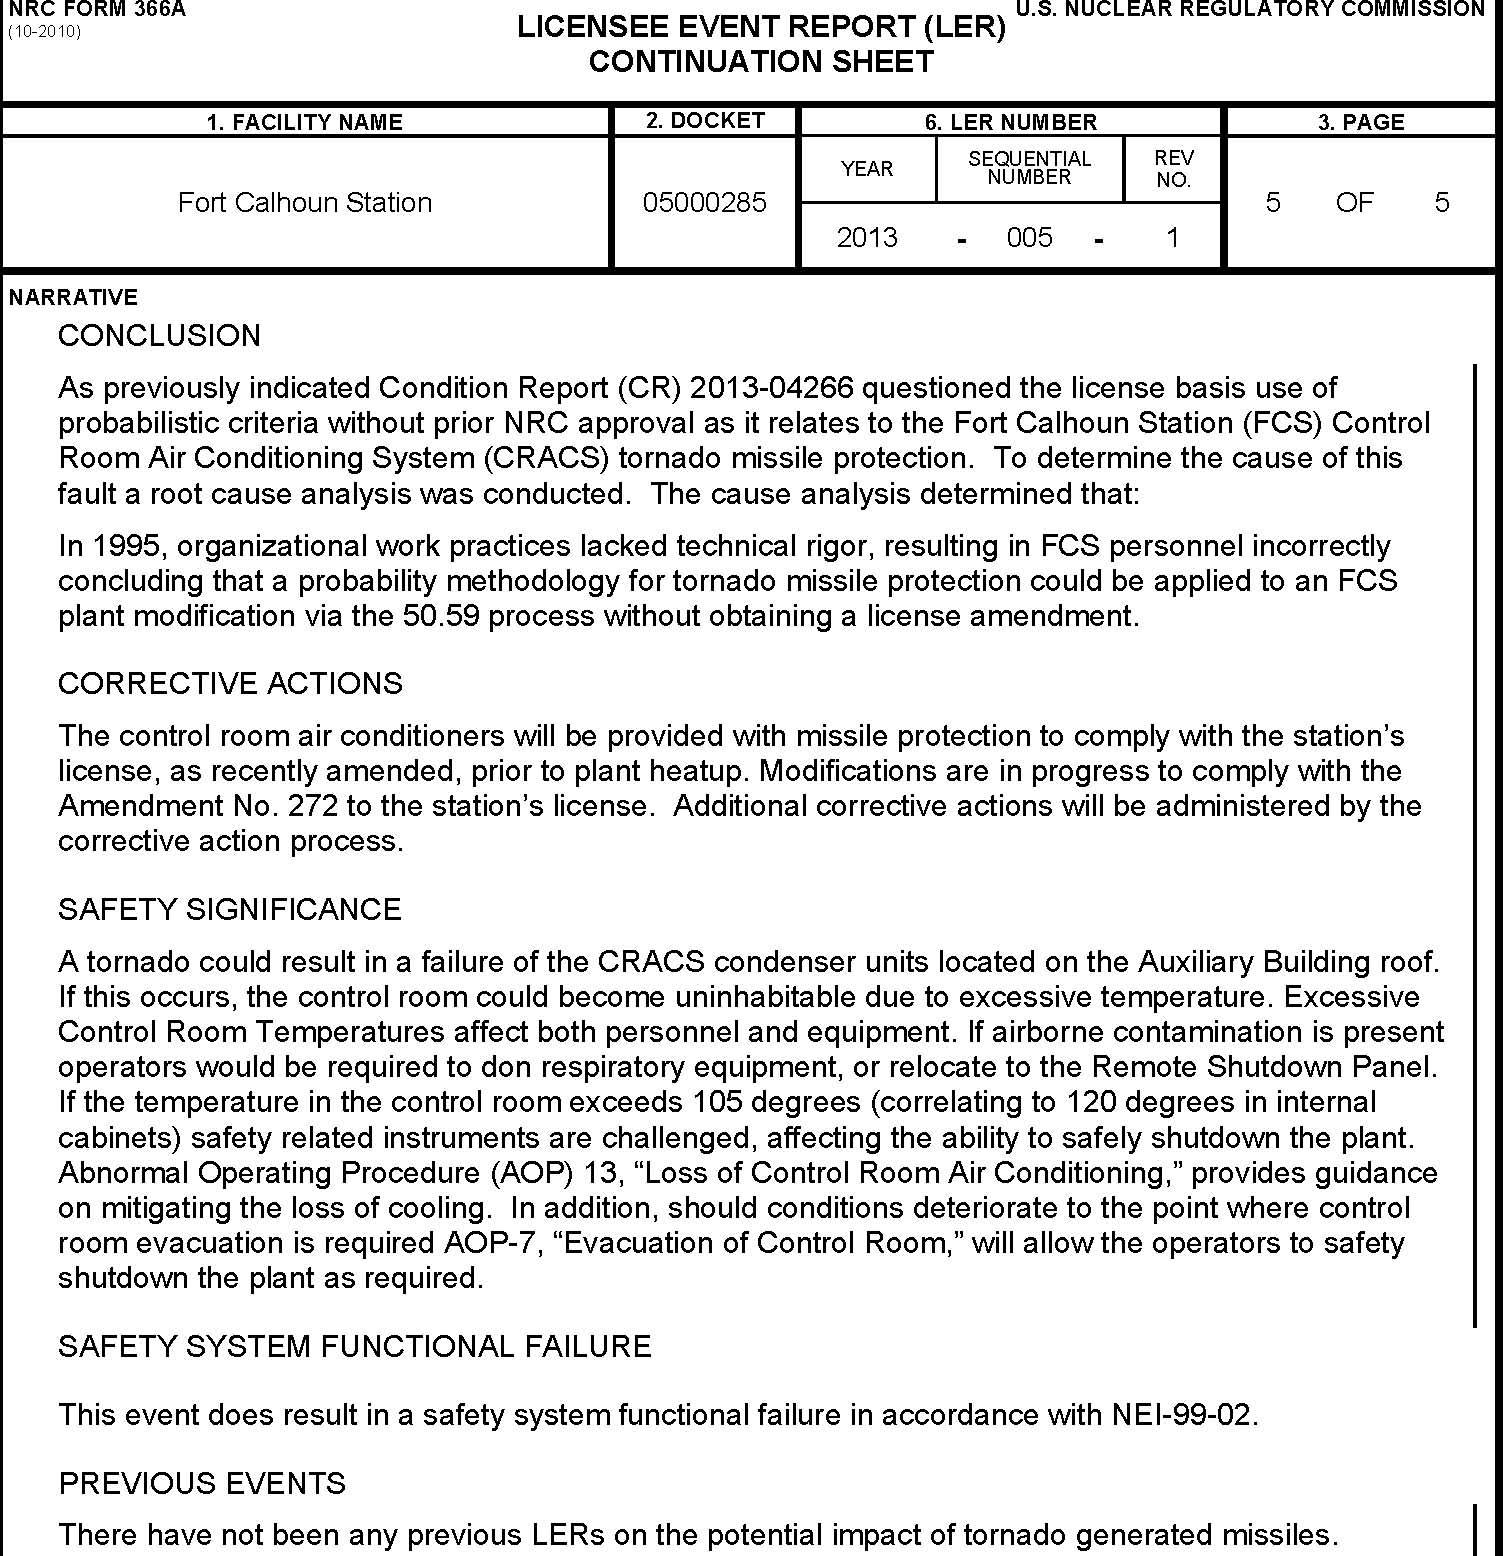 NRC FORM 366A
(10-2010)
U.S. NUCLEAR REGULATORY COMMISSION
LICENSEE EVENT REPORT (LER)
CONTINUATION SHEET
1. FACILITY NAME
2. DOCKET
6. LER NUMBER
3. PAGE
Fort Calhoun Station
05000285
YEAR
SEQUENTIAL
NUMBER
REV
NO.
2013 - 005 - 1
5 OF 5
NARRATIVE
CONCLUSION
As previously indicated Condition Report (CR) 2013-04266 questioned the license basis use of
probabilistic criteria without prior NRC approval as it relates to the Fort Calhoun Station (FCS) Control
Room Air Conditioning System (CRACS) tornado missile protection.  To determine the cause of this
fault a root cause analysis was conducted.  The cause analysis determined that:
In 1995, organizational work practices lacked technical rigor, resulting in FCS personnel incorrectly
concluding that a probability methodology for tornado missile protection could be applied to an FCS
plant modification via the 50.59 process without obtaining a license amendment.
CORRECTIVE ACTIONS
The control room air conditioners will be provided with missile protection to comply with the station’s
license, as recently amended, prior to plant heatup. Modifications are in progress to comply with the
Amendment No. 272 to the station’s license.  Additional corrective actions will be administered by the
corrective action process.
SAFETY SIGNIFICANCE
A tornado could result in a failure of the CRACS condenser units located on the Auxiliary Building roof.
If this occurs, the control room could become uninhabitable due to excessive temperature. Excessive
Control Room Temperatures affect both personnel and equipment. If airborne contamination is present
operators would be required to don respiratory equipment, or relocate to the Remote Shutdown Panel.
If the temperature in the control room exceeds 105 degrees (correlating to 120 degrees in internal
cabinets) safety related instruments are challenged, affecting the ability to safely shutdown the plant.
Abnormal Operating Procedure (AOP) 13, “Loss of Control Room Air Conditioning,” provides guidance
on mitigating the loss of cooling.  In addition, should conditions deteriorate to the point where control
room evacuation is required AOP-7, “Evacuation of Control Room,” will allow the operators to safety
shutdown the plant as required.
SAFETY SYSTEM FUNCTIONAL FAILURE
This event does result in a safety system functional failure in accordance with NEI-99-02.
PREVIOUS EVENTS
There have not been any previous LERs on the potential impact of tornado generated missiles.